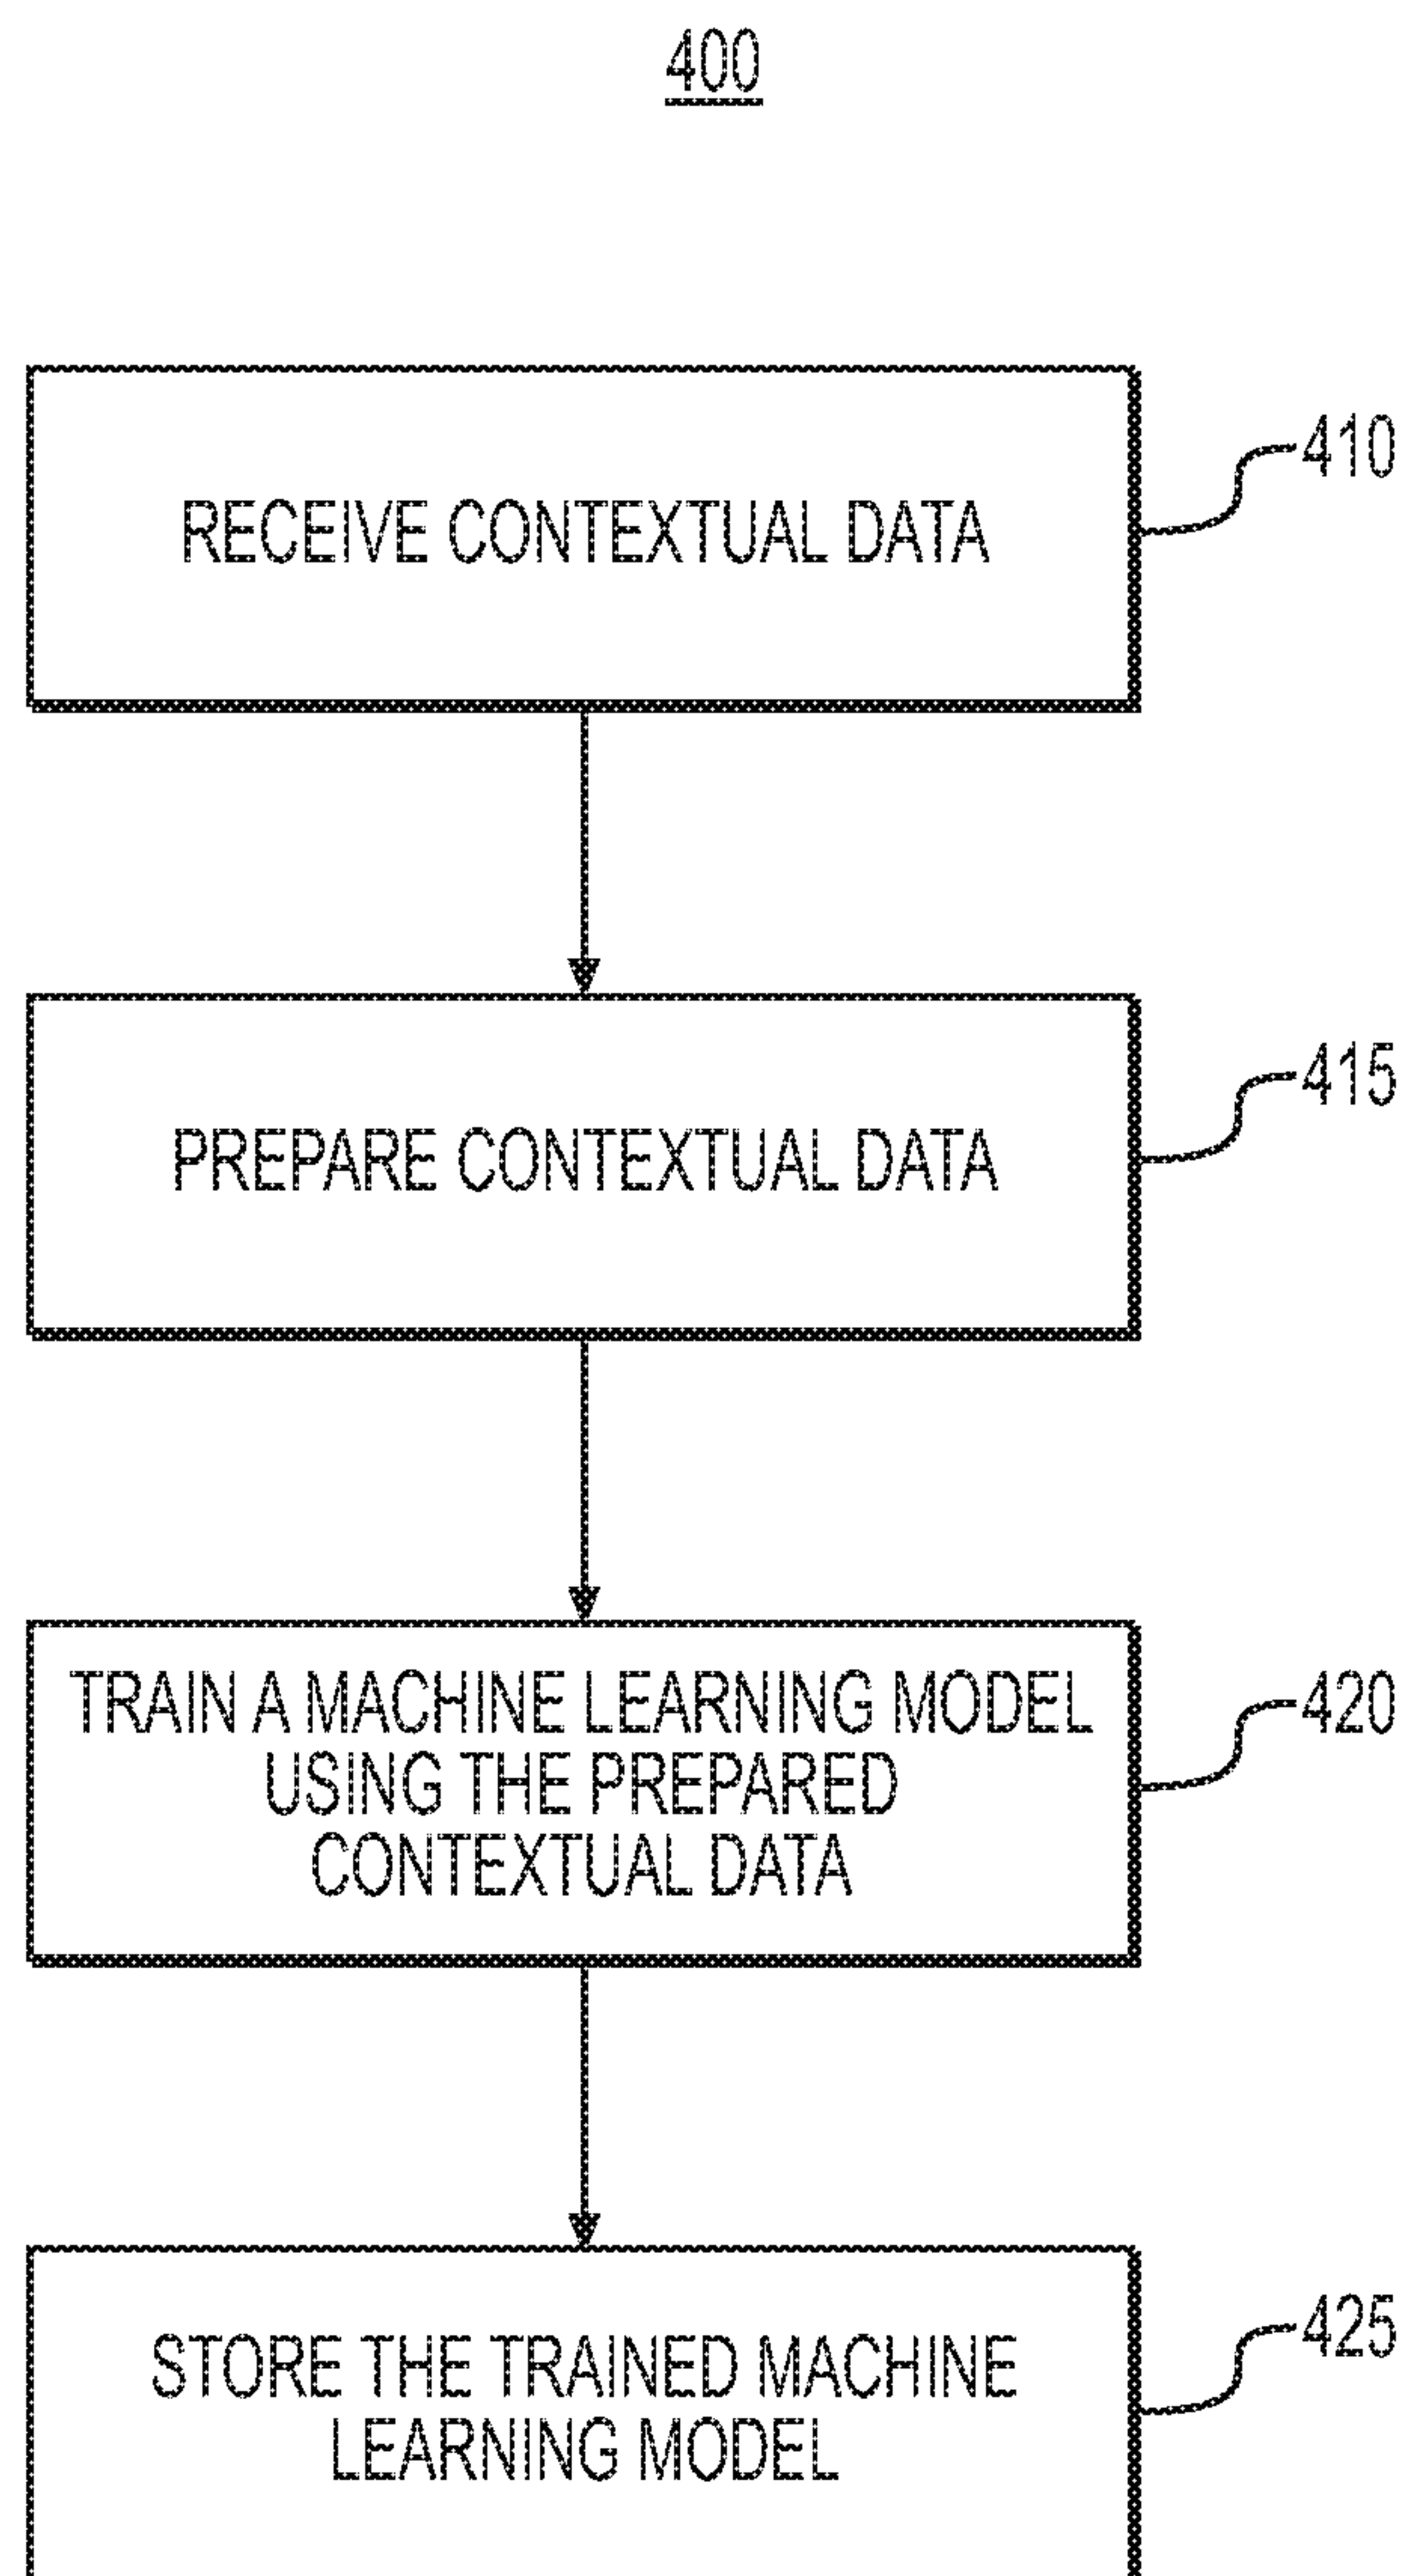 400
RECEIVE CONTEXTUAL DATA
410
PREPARE CONTEXTUAL DATA
415
TRAIN A MACHINE LEARNING MODEL
USING THE PREPARED
CONTEXTUAL DATA
420
STORE THE TRAINED MACHINE
LEARNING MODEL
425